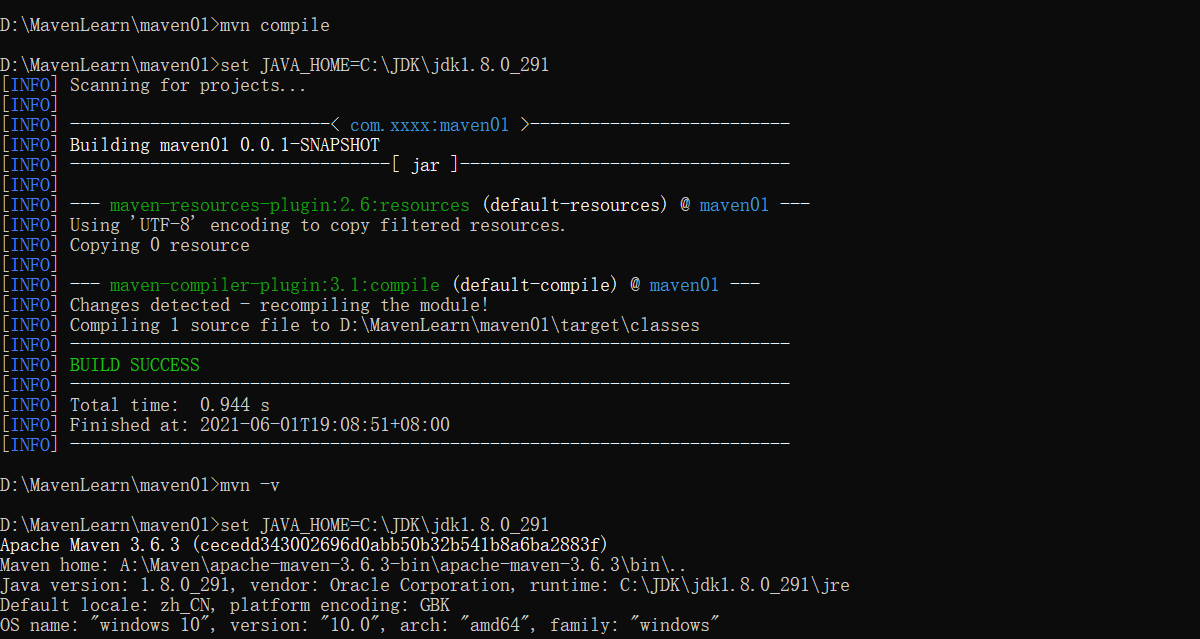 D:\MavenLearn\maven01>mvn compile
D:\MavenLearn\maven01>set JAVA_HOME=C:\JDK\jdk1.8.0_291
[INFO] Scanning for projects...
[INFO]
[INFO] --------------------------< com.xxxx:maven01 >--------------------------
[INFO] Building maven01 0.0.1-SNAPSHOT
[INFO] --------------------------------[ jar ]---------------------------------
[INFO]
[INFO] --- maven-resources-plugin:2.6:resources (default-resources) @ maven01 ---
[INFO] Using 'UTF-8' encoding to copy filtered resources.
[INFO] Copying 0 resource
[INFO]
[INFO] --- maven-compiler-plugin:3.1:compile (default-compile) @ maven01 ---
[INFO] Changes detected - recompiling the module!
[INFO] Compiling 1 source file to D:\MavenLearn\maven01\target\classes
[INFO] ------------------------------------------------------------------------
[INFO] BUILD SUCCESS
[INFO] ------------------------------------------------------------------------
[INFO] Total time:  0.944 s
[INFO] Finished at: 2021-06-01T19:08:51+08:00
[INFO] ------------------------------------------------------------------------
D:\MavenLearn\maven01>mvn -v
D:\MavenLearn\maven01>set JAVA_HOME=C:\JDK\jdk1.8.0_291
Apache Maven 3.6.3 (cecedd343002696d0abb50b32b541b8a6ba2883f)
Maven home: A:\Maven\apache-maven-3.6.3-bin\apache-maven-3.6.3\bin\..
Java version: 1.8.0_291, vendor: Oracle Corporation, runtime: C:\JDK\jdk1.8.0_291\jre
Default locale: zh_CN, platform encoding: GBK
OS name: "windows 10", version: "10.0", arch: "amd64", family: "windows"